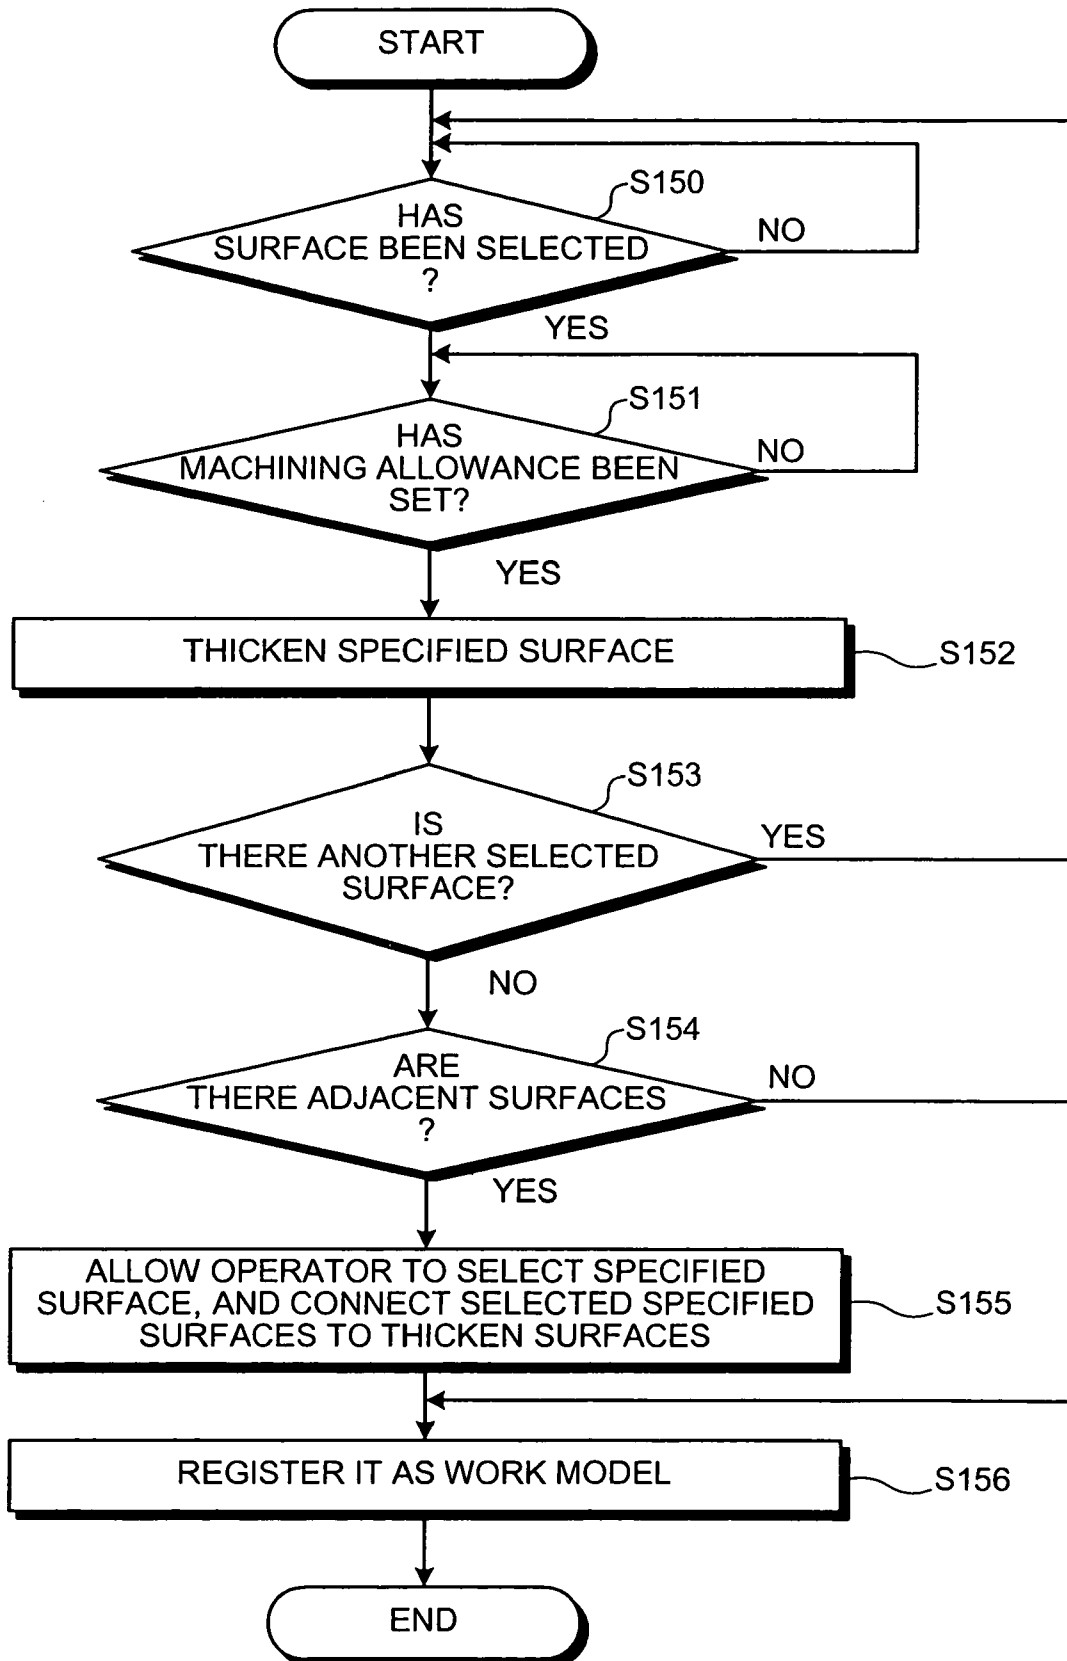 START
S150
HAS
SURFACE BEEN SELECTED
?
NO
YES
S151
HAS
MACHINING ALLOWANCE BEEN
SET?
NO
YES
THICKEN SPECIFIED SURFACE
S152
S153
IS
THERE ANOTHER SELECTED
SURFACE?
YES
NO
S154
ARE
THERE ADJACENT SURFACES
?
NO
YES
ALLOW OPERATOR TO SELECT SPECIFIED
SURFACE, AND CONNECT SELECTED SPECIFIED
SURFACES TO THICKEN SURFACES
S155
REGISTER IT AS WORK MODEL
S156
END